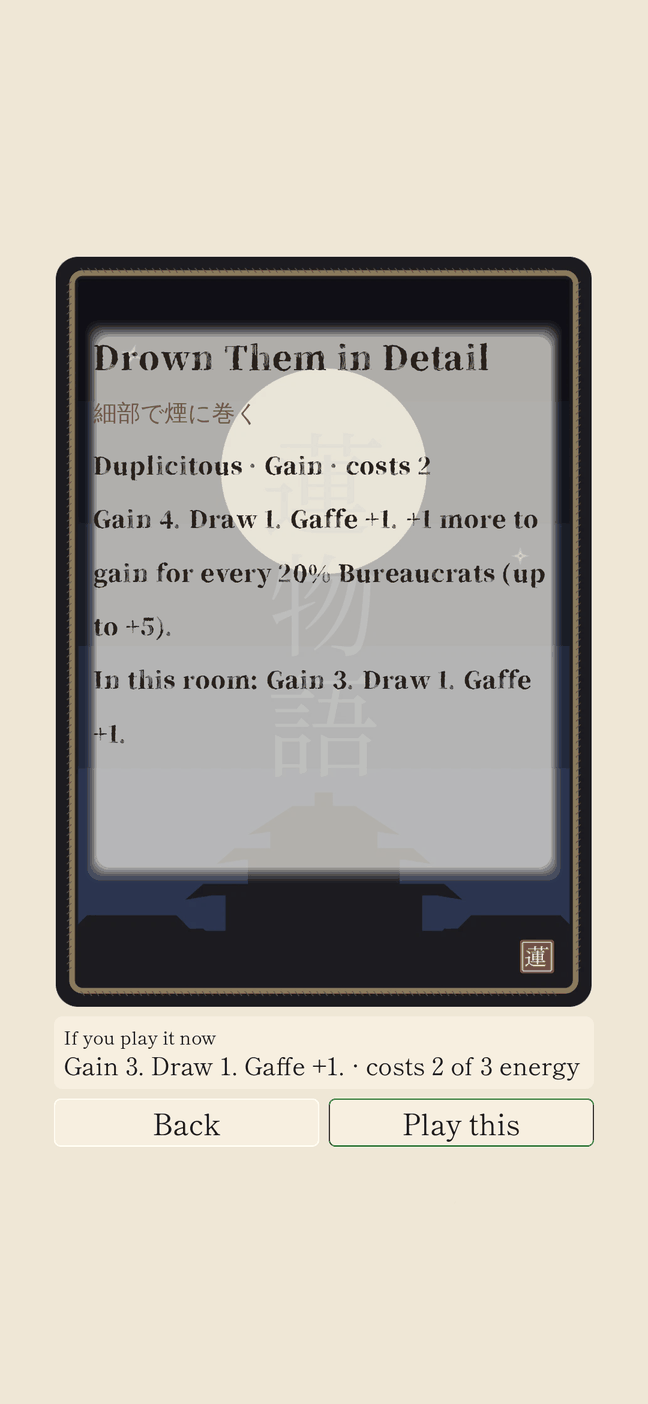 Drown Them in Detail
細部で煙に巻く
Duplicitous · Gain · costs 2
Gain 4. Draw 1. Gaffe +1. +1 more to
gain for every 20% Bureaucrats (up
to +5).
In this room: Gain 3. Draw 1. Gaffe
+1.
蓮
物
語
蓮
If you play it now
Gain 3. Draw 1. Gaffe +1. · costs 2 of 3 energy
Back
Play this